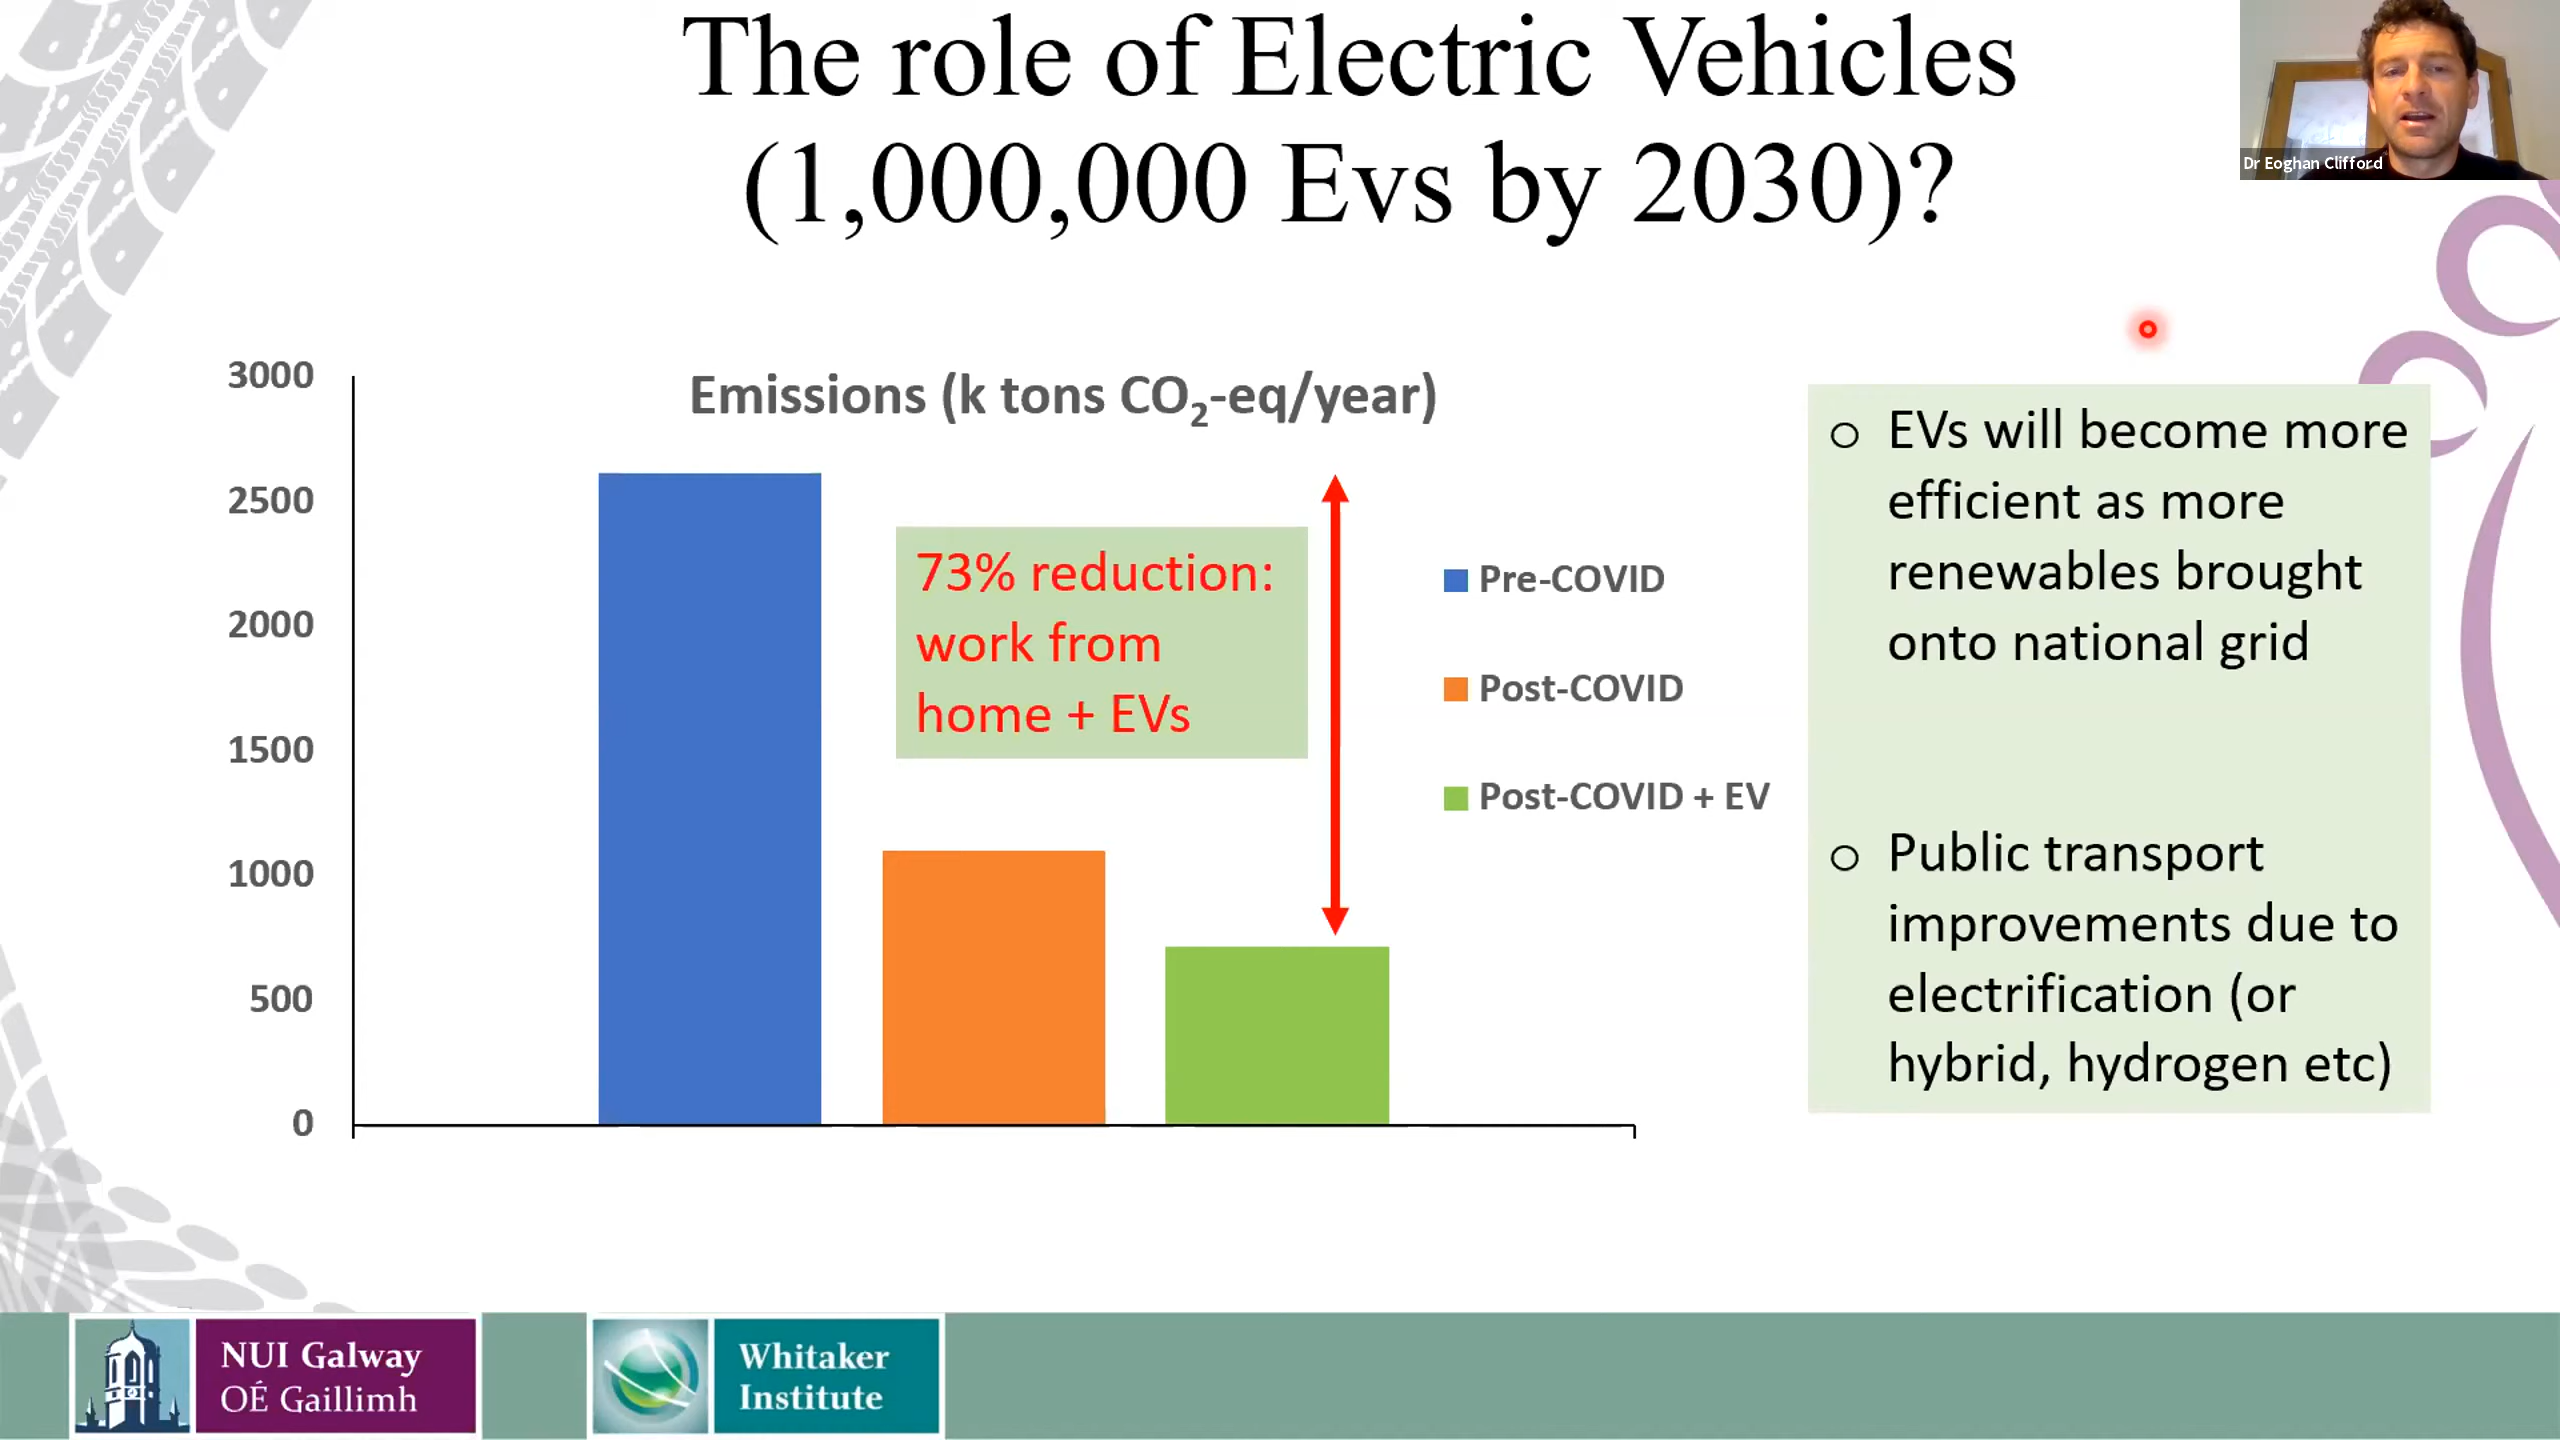 The role of Electric Vehicles
(1,000,000 Evs by 2030)?
Dr Eoghan Clifford
Emissions (k tons CO₂-eq/year)
3000
2500
2000
1500
1000
500
0
73% reduction:
work from
home + EVs
Pre-COVID
Post-COVID
Post-COVID + EV
o EVs will become more
efficient as more
renewables brought
onto national grid
o Public transport
improvements due to
electrification (or
hybrid, hydrogen etc)
NUI Galway
OÉ Gaillimh
Whitaker
Institute